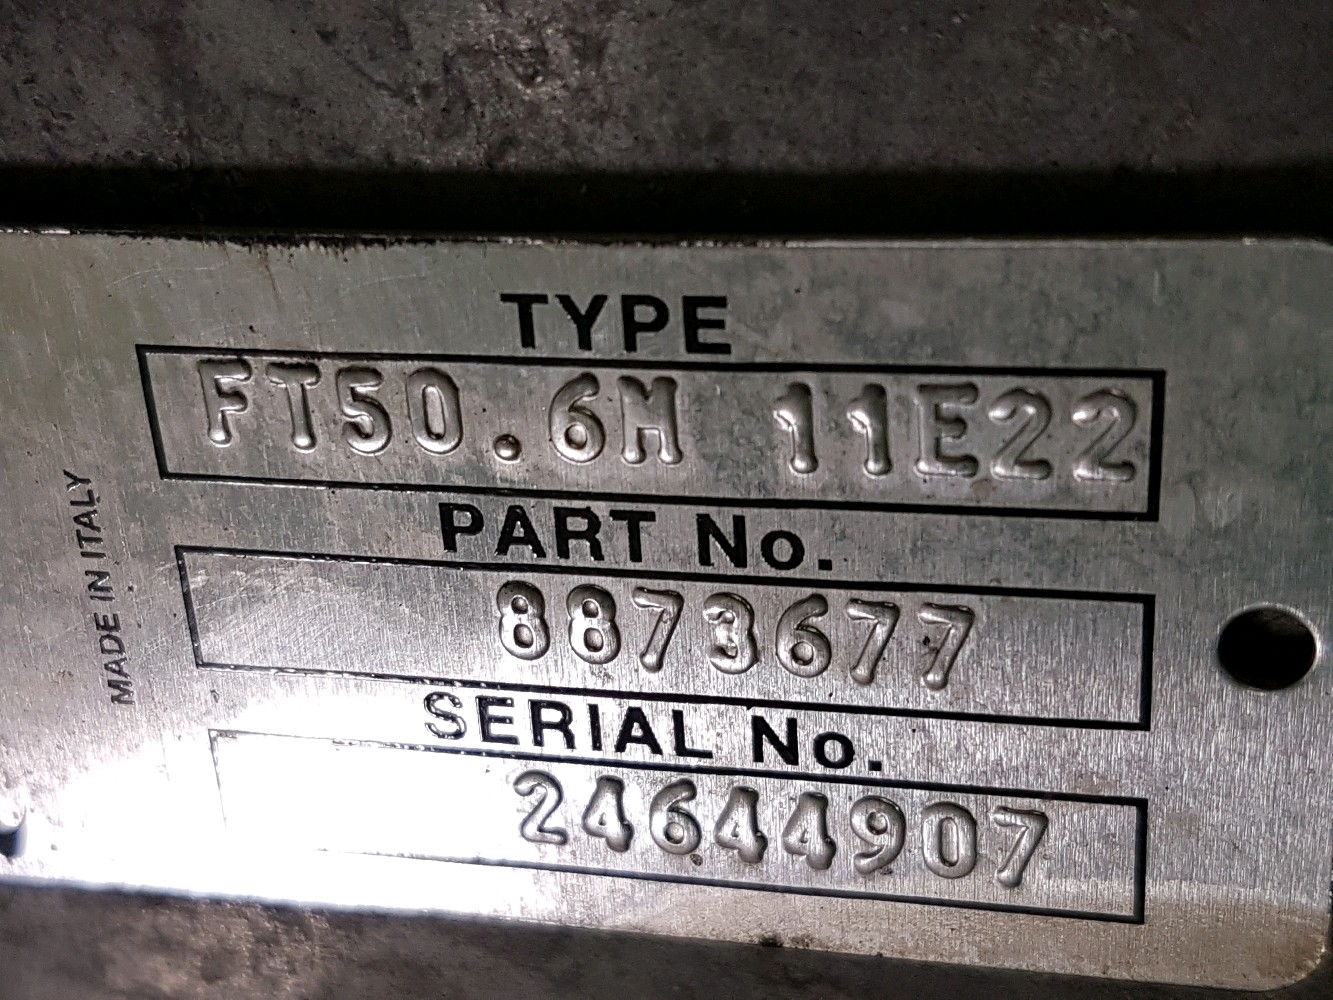 TYPE
FT50.6M 11E22
PART No.
8873677
SERIAL No.
24644907
MADE IN ITALY